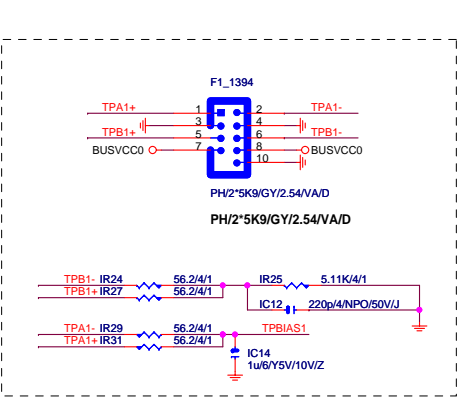 F1_1394
TPA1+ 1 2 TPA1-
3 4
TPB1+ 5 6 TPB1-
BUSVCC0 7 8 BUSVCC0
10
PH/2*5K9/GY/2.54/VA/D
PH/2*5K9/GY/2.54/VA/D
TPB1- IR24 56.2/4/1 IR25 5.11K/4/1
TPB1+ IR27 56.2/4/1
IC12 220p/4/NPO/50V/J
TPA1- IR29 56.2/4/1 TPBIAS1
TPA1+ IR31 56.2/4/1
IC14
1u/6/Y5V/10V/Z